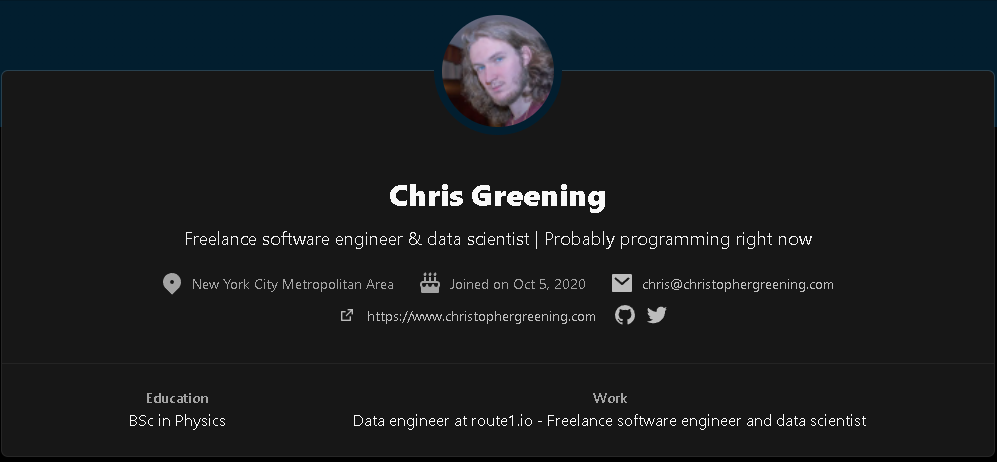 Chris Greening
Freelance software engineer & data scientist | Probably programming right now
New York City Metropolitan Area Joined on Oct 5, 2020 chris@christophergreening.com
https://www.christophergreening.com
Education Work
BSc in Physics Data engineer at route1.io - Freelance software engineer and data scientist